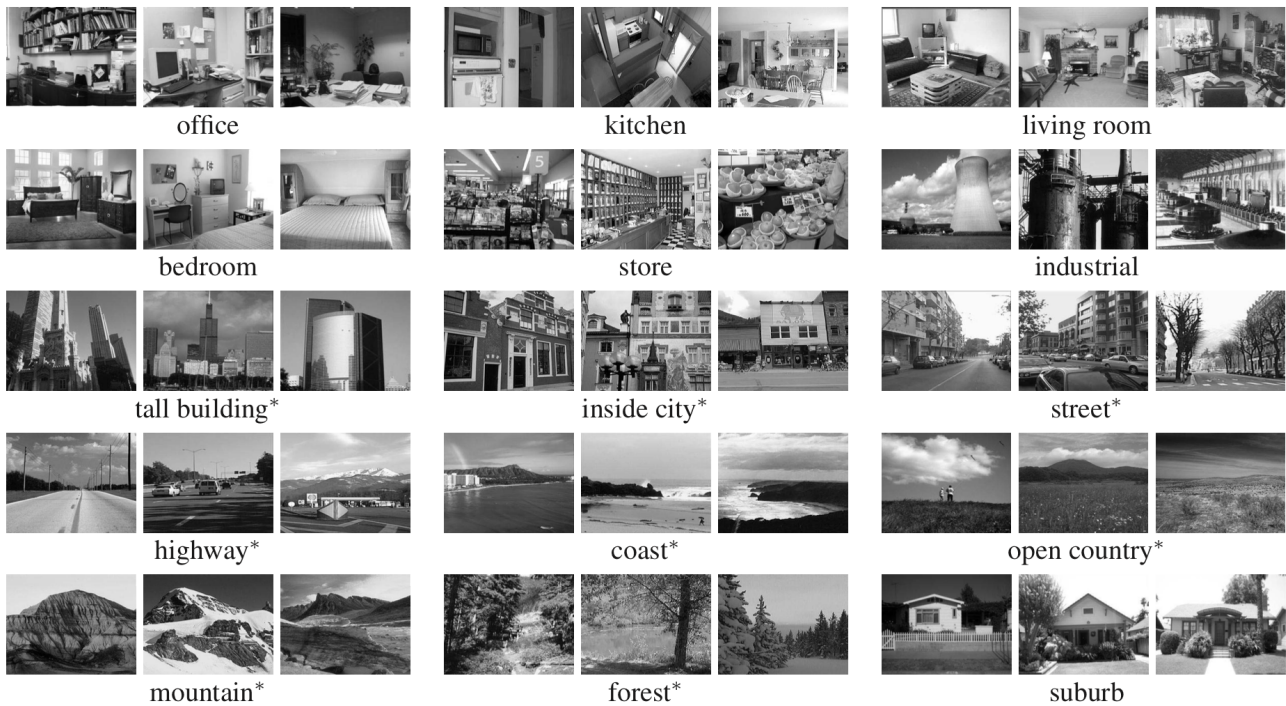 office
kitchen
living room
5
bedroom
store
industrial
tall building*
inside city*
street*
highway*
coast*
open country*
mountain*
forest*
suburb